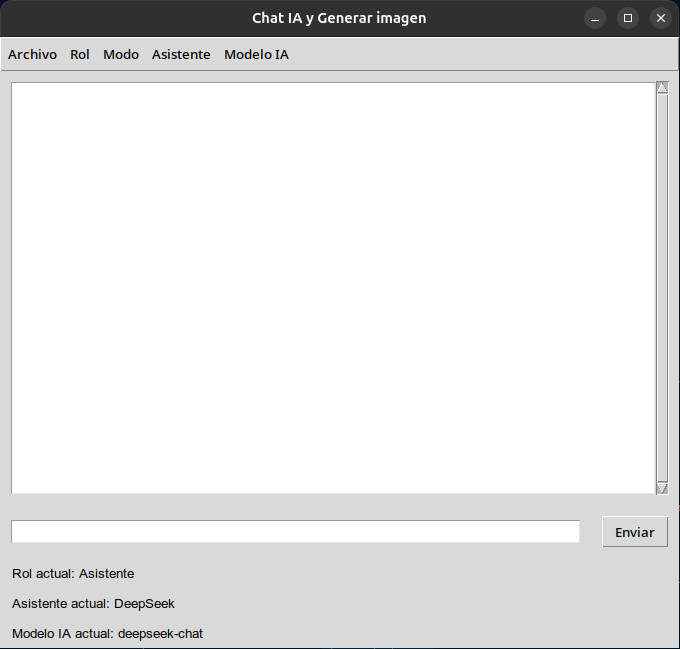 Chat IA y Generar imagen
Archivo Rol Modo Asistente Modelo IA
Enviar
Rol actual: Asistente
Asistente actual: DeepSeek
Modelo IA actual: deepseek-chat